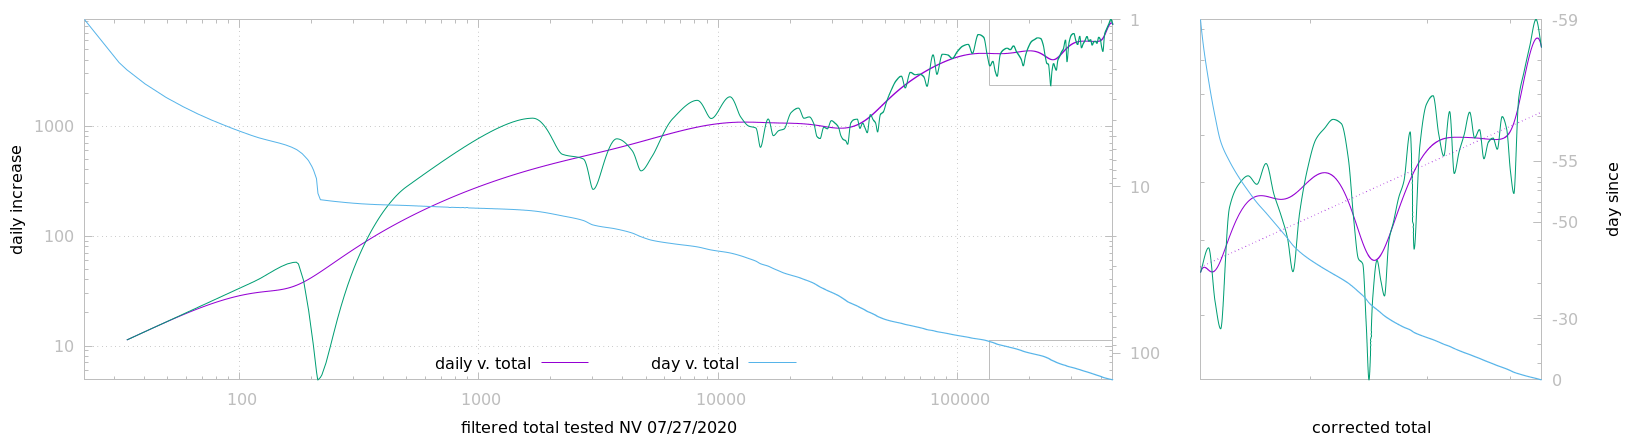 1
-59
1000
daily increase
-55
day since
10
100
-50
-30
10
daily v. total
day v. total
100
0
100
1000
10000
100000
filtered total tested NV 07/27/2020
corrected total